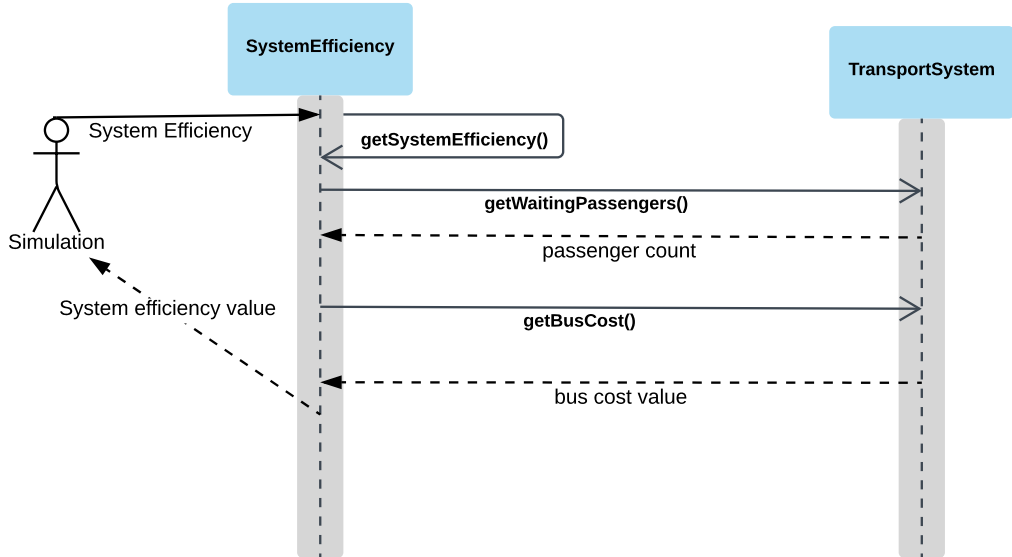 SystemEfficiency
TransportSystem
System Efficiency
getSystemEfficiency()
getWaitingPassengers()
Simulation
passenger count
System efficiency value
getBusCost()
bus cost value